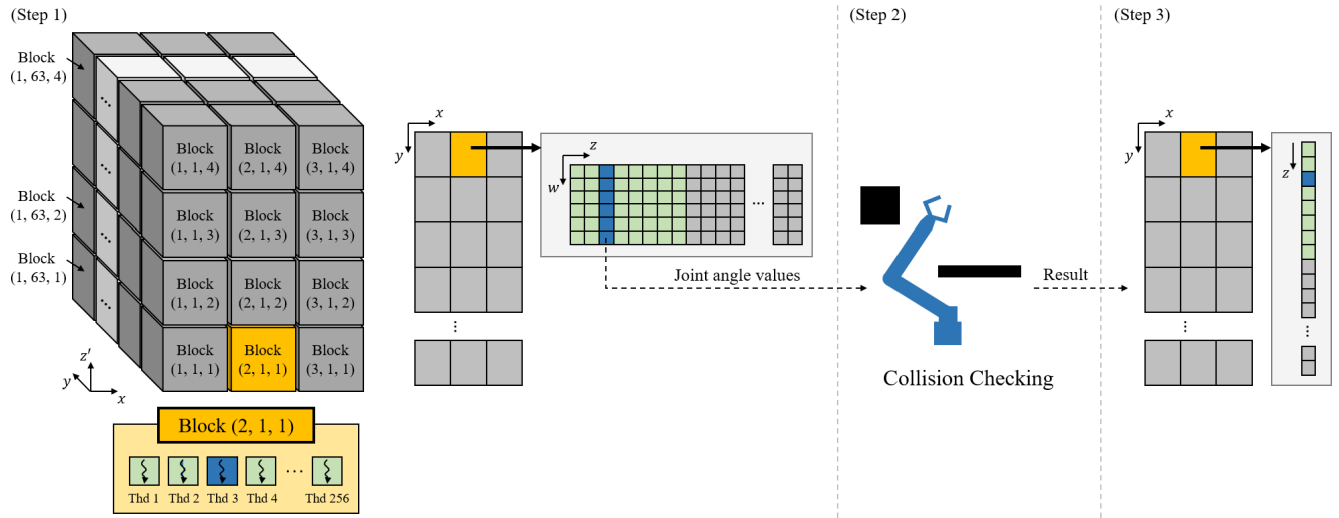 (Step 1)
Block
(1, 63, 4)
Block
(1, 63, 2)
Block
(1, 63, 1)
...
...
...
...
Block
(1, 1, 4)
Block
(2, 1, 4)
Block
(3, 1, 4)
Block
(1, 1, 3)
Block
(2, 1, 3)
Block
(3, 1, 3)
Block
(1, 1, 2)
Block
(2, 1, 2)
Block
(3, 1, 2)
Block
(1, 1, 1)
Block
(2, 1, 1)
Block
(3, 1, 1)
z′
y
x
Block (2, 1, 1)
...
Thd 1
Thd 2
Thd 3
Thd 4
Thd 256
x
y
...
z
w
...
Joint angle values
(Step 2)
Collision Checking
Result
(Step 3)
x
y
...
z
...